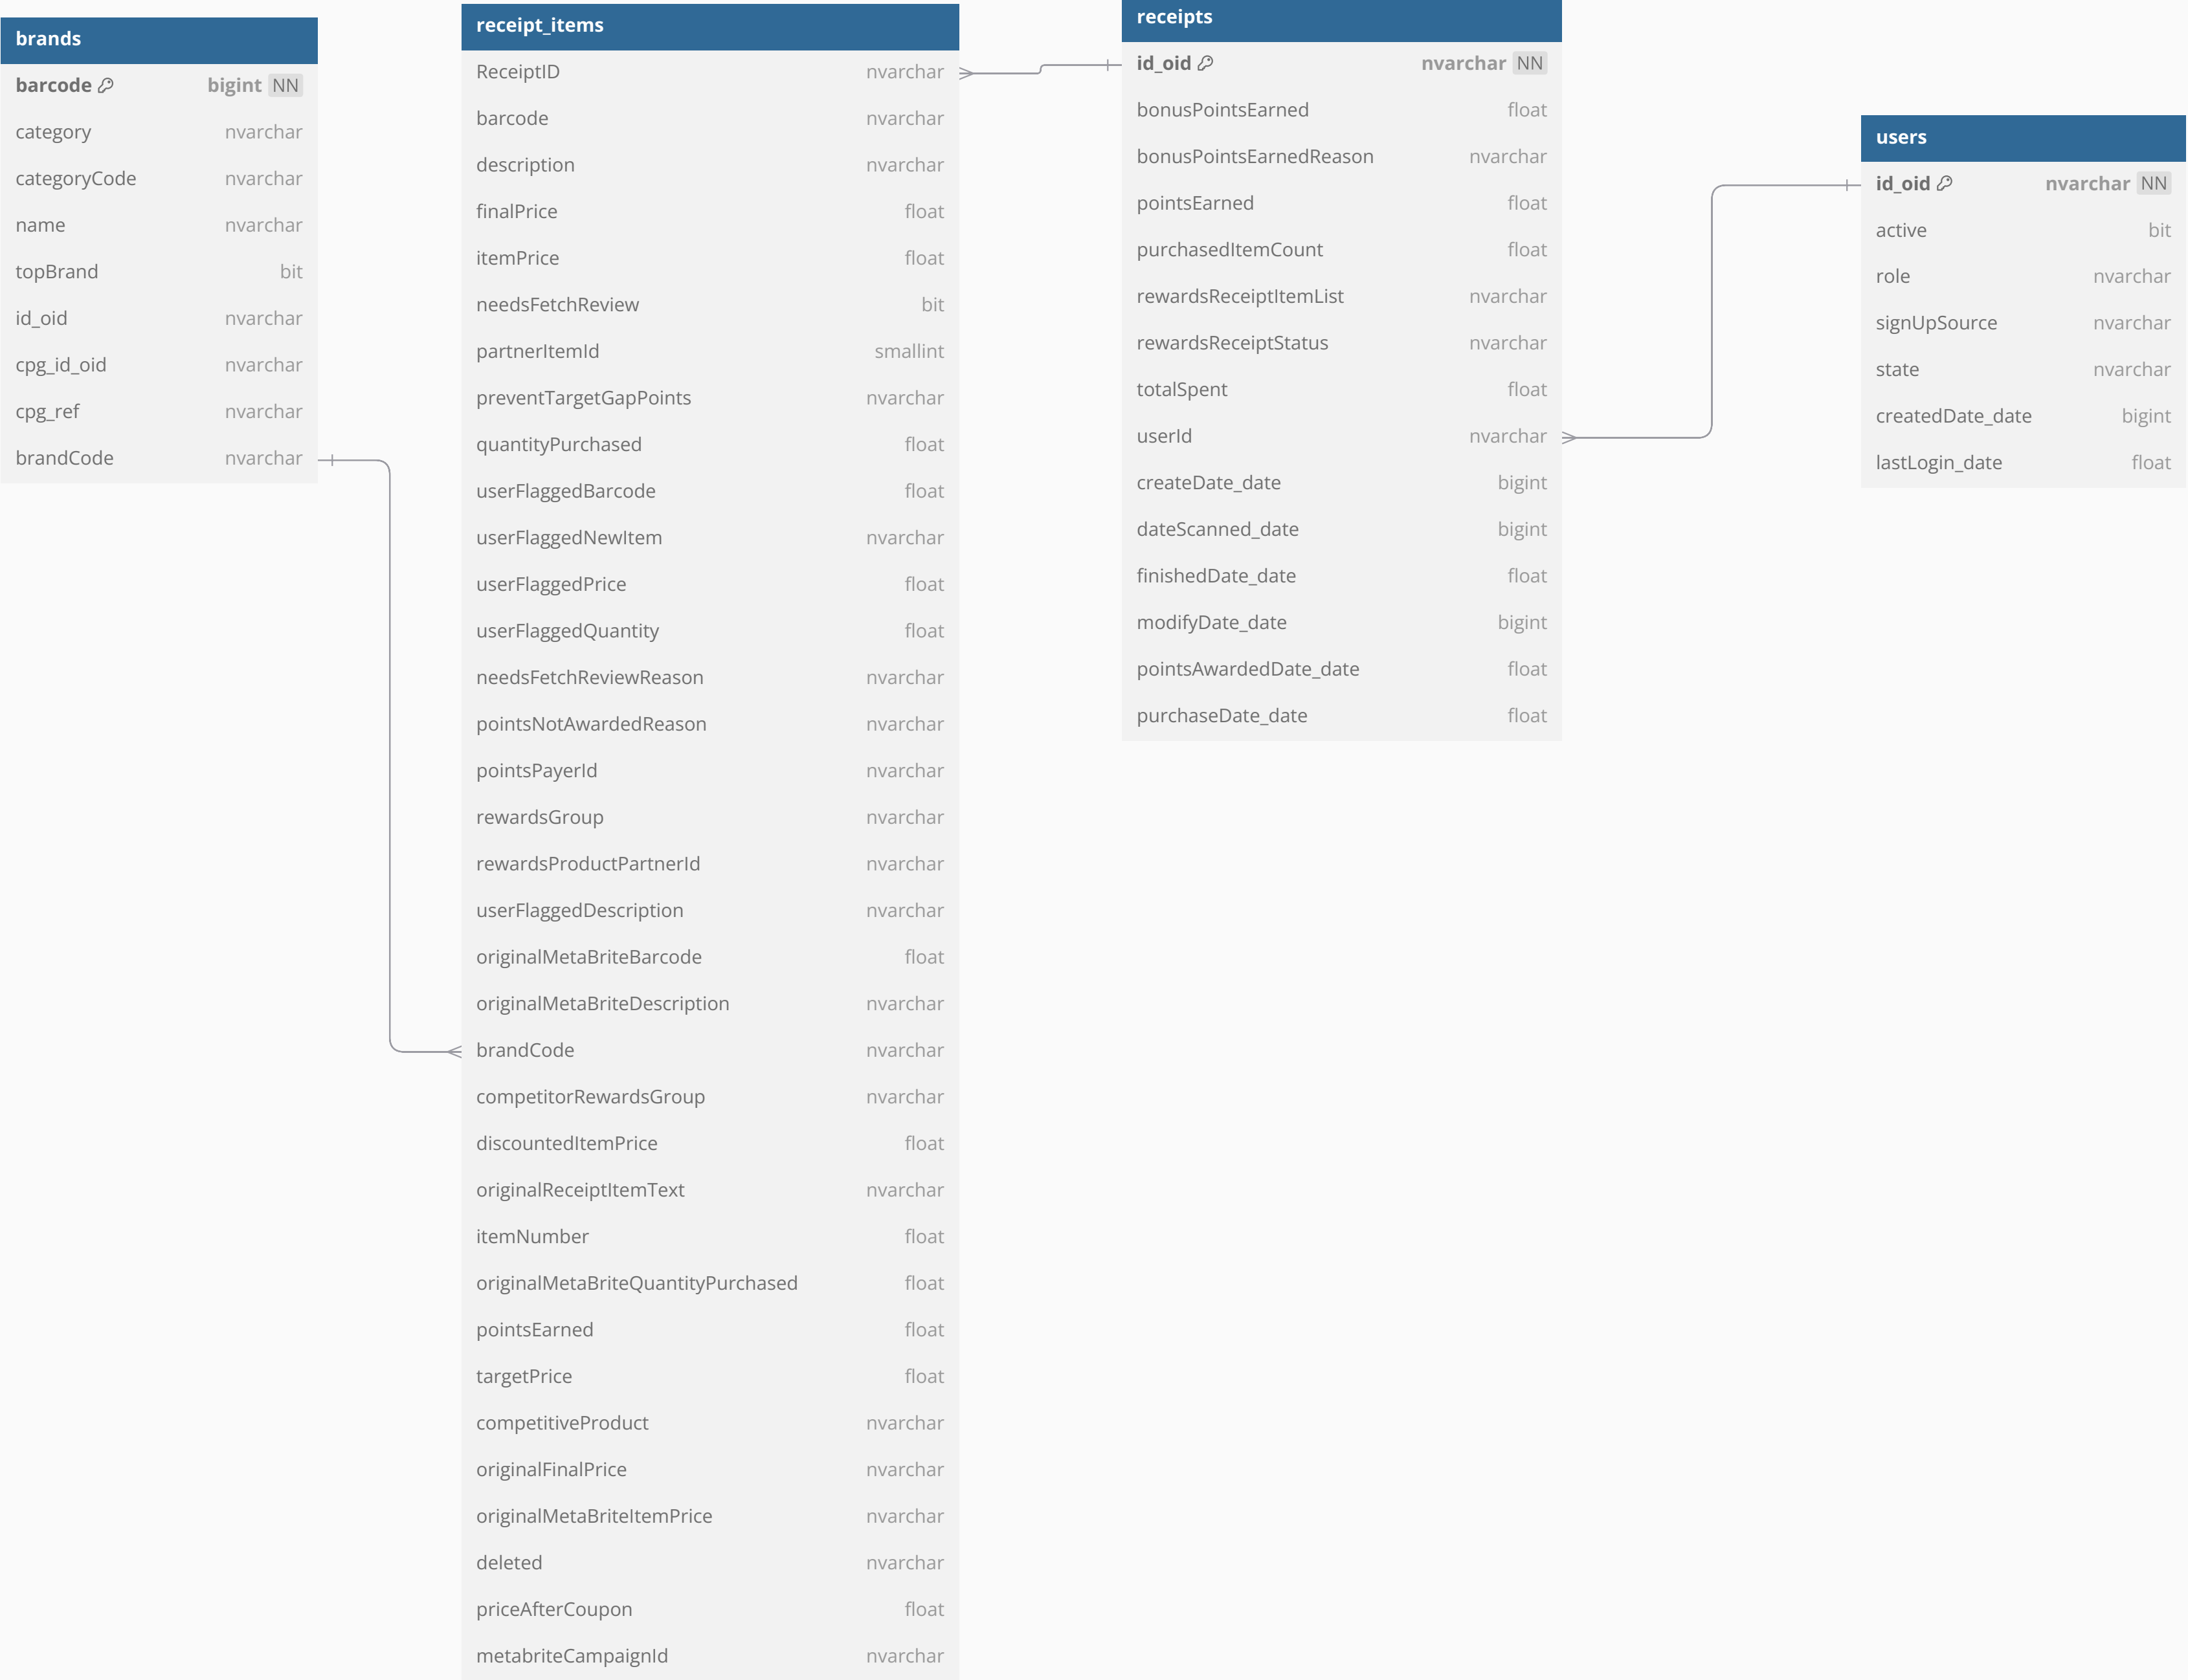 brands
barcode bigint NN
category nvarchar
categoryCode nvarchar
name nvarchar
topBrand bit
id_oid nvarchar
cpg_id_oid nvarchar
cpg_ref nvarchar
brandCode nvarchar
receipt_items
ReceiptID nvarchar
barcode nvarchar
description nvarchar
finalPrice float
itemPrice float
needsFetchReview bit
partnerItemId smallint
preventTargetGapPoints nvarchar
quantityPurchased float
userFlaggedBarcode float
userFlaggedNewItem nvarchar
userFlaggedPrice float
userFlaggedQuantity float
needsFetchReviewReason nvarchar
pointsNotAwardedReason nvarchar
pointsPayerId nvarchar
rewardsGroup nvarchar
rewardsProductPartnerId nvarchar
userFlaggedDescription nvarchar
originalMetaBriteBarcode float
originalMetaBriteDescription nvarchar
brandCode nvarchar
competitorRewardsGroup nvarchar
discountedItemPrice float
originalReceiptItemText nvarchar
itemNumber float
originalMetaBriteQuantityPurchased float
pointsEarned float
targetPrice float
competitiveProduct nvarchar
originalFinalPrice nvarchar
originalMetaBriteItemPrice nvarchar
deleted nvarchar
priceAfterCoupon float
metabriteCampaignId nvarchar
receipts
id_oid nvarchar NN
bonusPointsEarned float
bonusPointsEarnedReason nvarchar
pointsEarned float
purchasedItemCount float
rewardsReceiptItemList nvarchar
rewardsReceiptStatus nvarchar
totalSpent float
userId nvarchar
createDate_date bigint
dateScanned_date bigint
finishedDate_date float
modifyDate_date bigint
pointsAwardedDate_date float
purchaseDate_date float
users
id_oid nvarchar NN
active bit
role nvarchar
signUpSource nvarchar
state nvarchar
createdDate_date bigint
lastLogin_date float